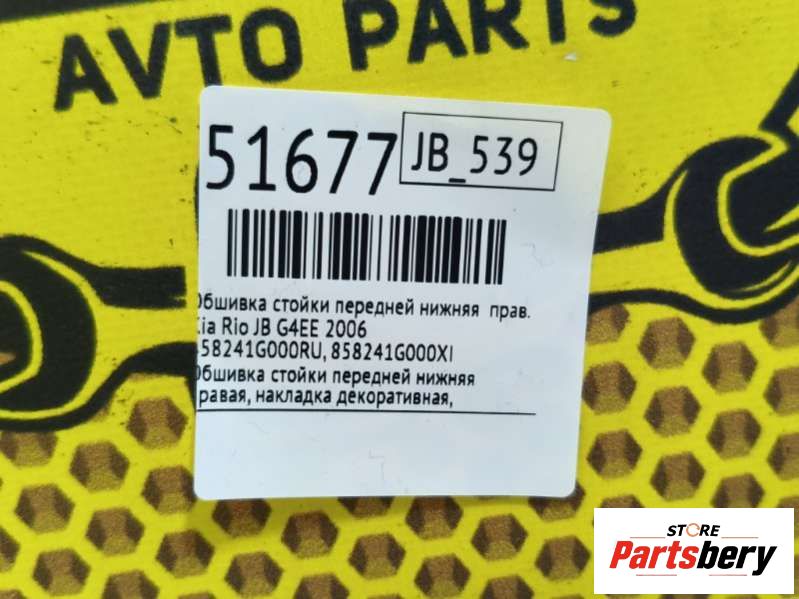 AVTO PARTS
51677
JB_539
Обшивка стойки передней нижняя прав.
Kia Rio JB G4EE 2006
858241G000RU, 858241G000XI
Обшивка стойки передней нижняя
правая, накладка декоративная,
STORE
Partsbery